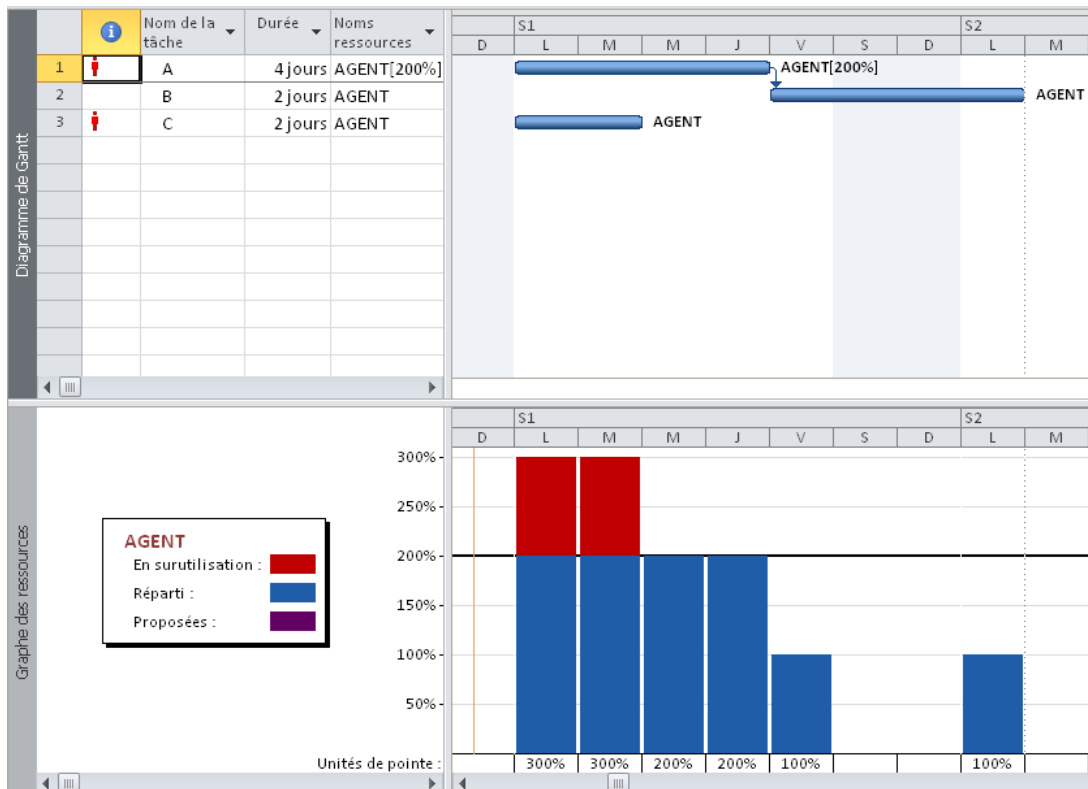 Diagramme de Gantt
Nom de la tâche Durée Noms ressources
1 A 4 jours AGENT[200%]
2 B 2 jours AGENT
3 C 2 jours AGENT
S1 S2
D L M M J V S D L M
AGENT[200%]
AGENT
AGENT
Graphe des ressources
AGENT
En surutilisation :
Réparti :
Proposées :
300%
250%
200%
150%
100%
50%
Unités de pointe :
S1 S2
D L M M J V S D L M
300% 300% 200% 200% 100% 100%